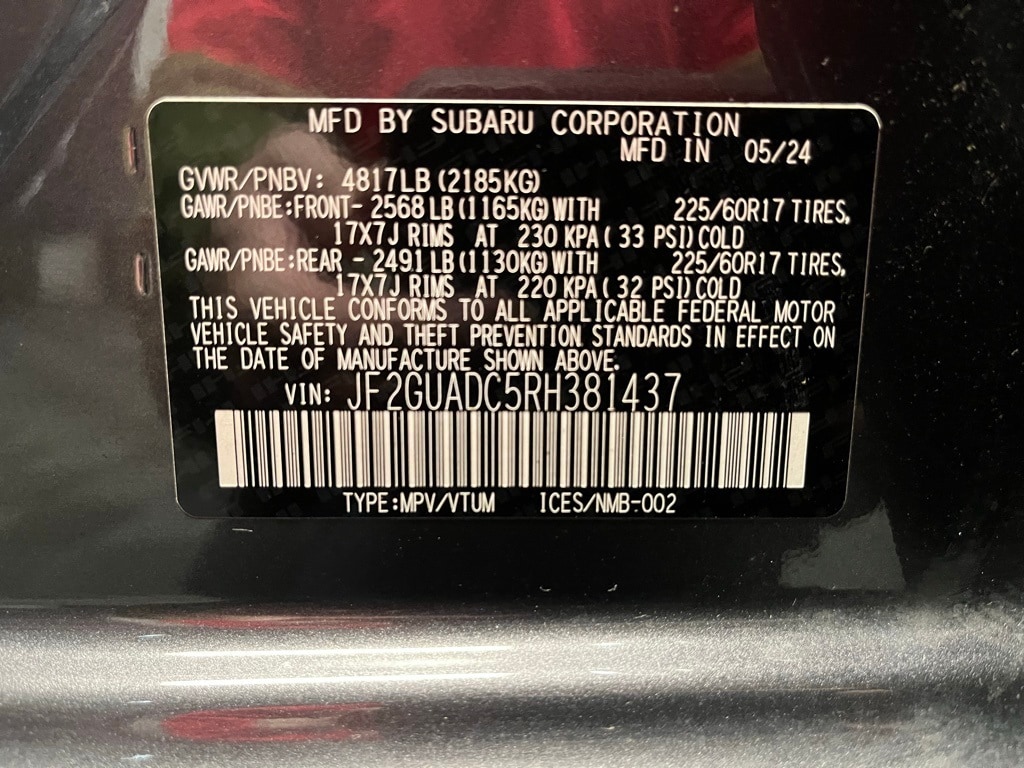 MFD BY SUBARU CORPORATION
MFD IN 05/24
GVWR/PNBV: 4817LB (2185KG)
GAWR/PNBE:FRONT- 2568 LB (1165KG) WITH 225/60R17 TIRES,
17X7J RIMS AT 230 KPA ( 33 PSI) COLD
GAWR/PNBE:REAR - 2491 LB (1130KG) WITH 225/60R17 TIRES,
17X7J RIMS AT 220 KPA ( 32 PSI) COLD
THIS VEHICLE CONFORMS TO ALL APPLICABLE FEDERAL MOTOR
VEHICLE SAFETY AND THEFT PREVENTION STANDARDS IN EFFECT ON
THE DATE OF MANUFACTURE SHOWN ABOVE.
VIN: JF2GUADC5RH381437
TYPE:MPV/VTUM ICES/NMB-002